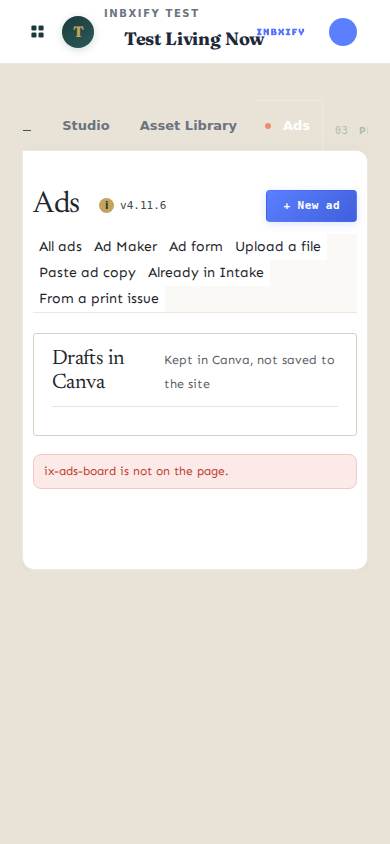 INBXIFY TEST
T
Test Living Now
INBXIFY
Studio
Asset Library
Ads
03
Ads
i
v4.11.6
+ New ad
All ads
Ad Maker
Ad form
Upload a file
Paste ad copy
Already in Intake
From a print issue
Drafts in
Canva
Kept in Canva, not saved to
the site
ix-ads-board is not on the page.